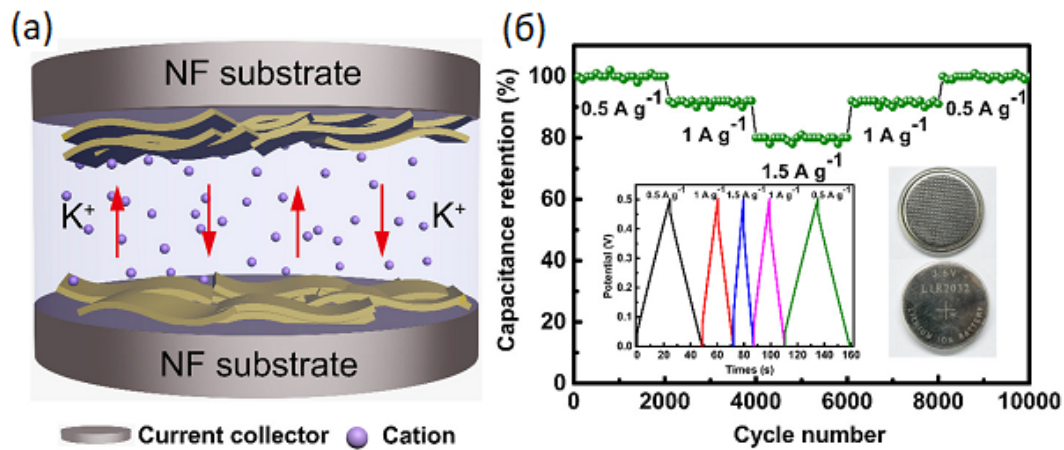 (a)
NF substrate
K⁺
K⁺
NF substrate
Current collector
Cation
(б)
Capacitance retention (%)
100
80
60
40
20
0
0.5 A g⁻¹
1 A g⁻¹
1.5 A g⁻¹
1 A g⁻¹
0.5 A g⁻¹
Potential (V)
0.5
0.4
0.3
0.2
0.1
0.0
0.5 A g⁻¹
1 A g⁻¹
1.5 A g⁻¹
1 A g⁻¹
0.5 A g⁻¹
0 20 40 60 80 100 120 140 160
Times (s)
3.6V
LIR2032
LITHIUM ION BATTERY
0 2000 4000 6000 8000 10000
Cycle number